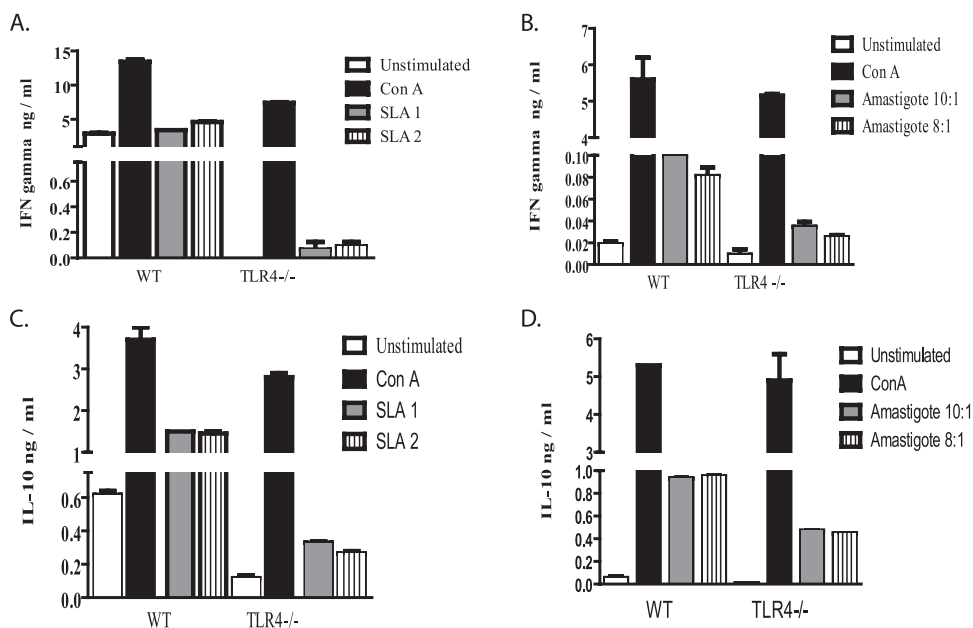 A.
IFN gamma ng / ml
15
10
5
0.6
0.4
0.2
0.0
WT
TLR4-/-
Unstimulated
Con A
SLA 1
SLA 2
B.
IFN gamma ng / ml
7
6
5
4
0.10
0.08
0.06
0.04
0.02
0.00
WT
TLR4 -/-
Unstimulated
Con A
Amastigote 10:1
Amastigote 8:1
C.
IL-10 ng / ml
4
3
2
1
0.6
0.4
0.2
0.0
WT
TLR4-/-
Unstimulated
Con A
SLA 1
SLA 2
D.
IL-10 ng / ml
6
5
4
3
1.0
0.8
0.6
0.4
0.2
0.0
WT
TLR4-/-
Unstimulated
ConA
Amastigote 10:1
Amastigote 8:1